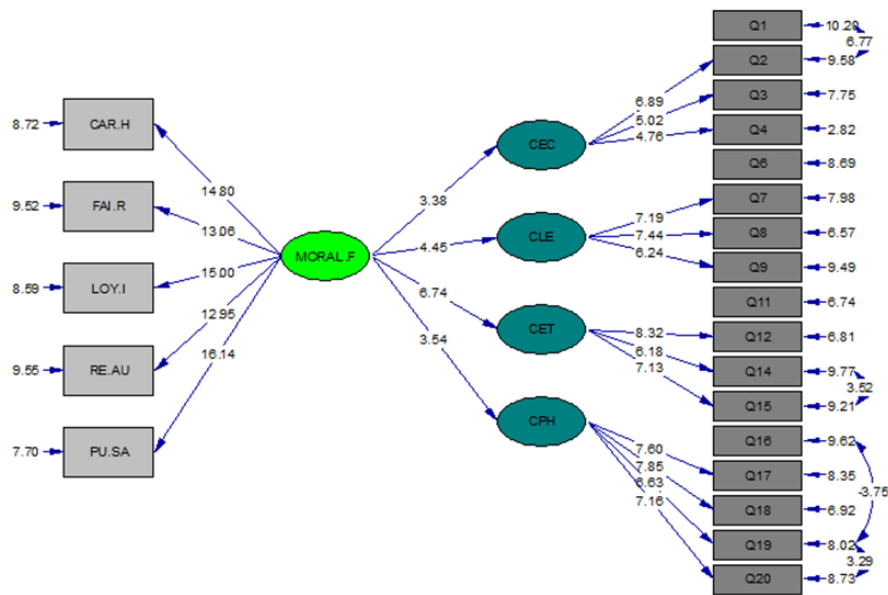 Q1
10.20
6.77
Q2
9.58
Q3
7.75
Q4
2.82
Q6
8.69
Q7
7.98
Q8
6.57
Q9
9.49
Q11
6.74
Q12
6.81
Q14
9.77
3.52
Q15
9.21
Q16
9.62
Q17
8.35
-3.75
Q18
6.92
Q19
8.02
3.29
Q20
8.73
6.89
5.02
4.76
CEC
7.19
7.44
6.24
CLE
8.32
6.18
7.13
CET
7.60
7.85
6.63
7.16
CPH
3.38
4.45
6.74
3.54
MORAL.F
14.80
13.06
15.00
12.95
16.14
8.72
CAR.H
9.52
FAI.R
8.59
LOY.I
9.55
RE.AU
7.70
PU.SA